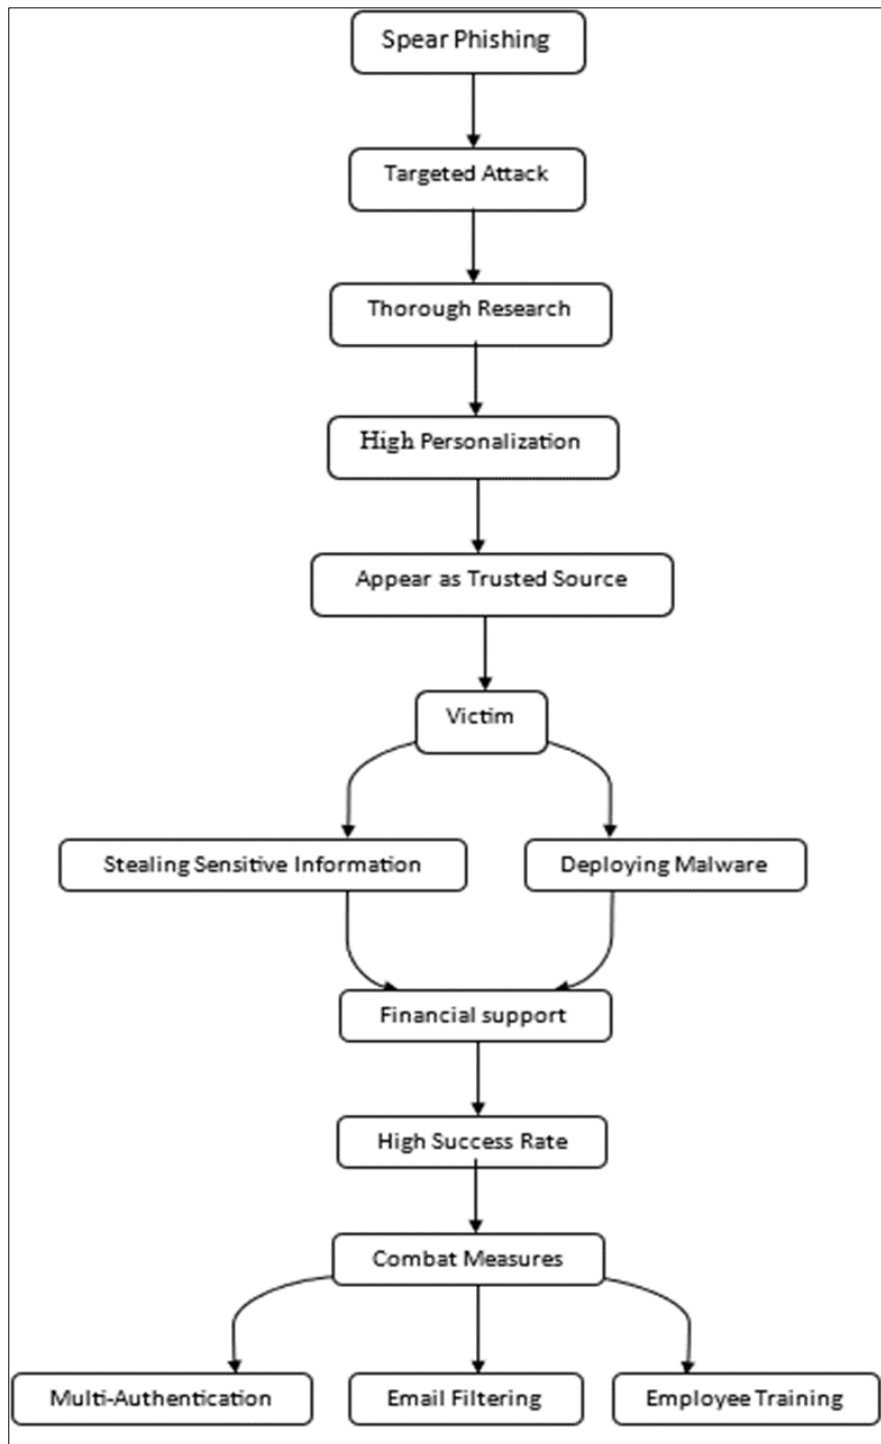 Spear Phishing
Targeted Attack
Thorough Research
High Personalization
Appear as Trusted Source
Victim
Stealing Sensitive Information
Deploying Malware
Financial support
High Success Rate
Combat Measures
Multi-Authentication
Email Filtering
Employee Training